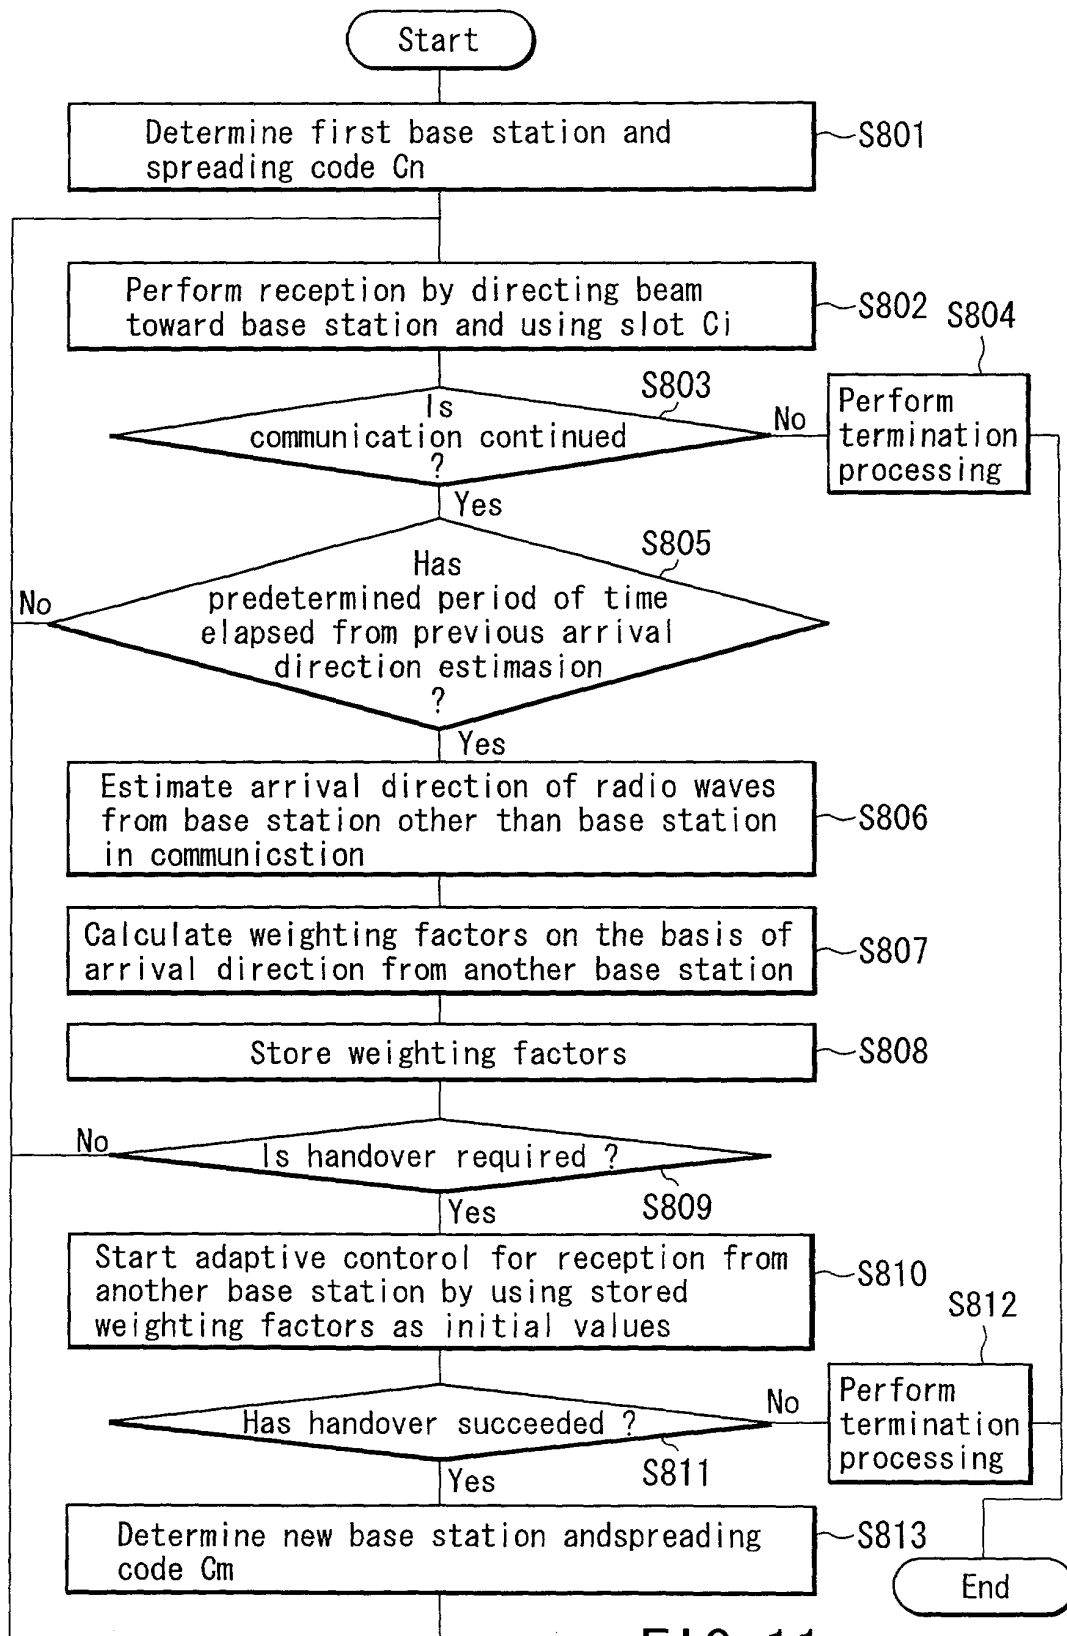 Start
Determine first base station and
spreading code Cn
S801
Perform reception by directing beam
toward base station and using slot Ci
S802
S804
S803
Is
communication continued
?
No
Perform
termination
processing
Yes
S805
Has
predetermined period of time
elapsed from previous arrival
direction estimasion
?
No
Yes
Estimate arrival direction of radio waves
from base station other than base station
in communicstion
S806
Calculate weighting factors on the basis of
arrival direction from another base station
S807
Store weighting factors
S808
No
Is handover required ?
S809
Yes
Start adaptive contorol for reception from
another base station by using stored
weighting factors as initial values
S810
S812
Has handover succeeded ?
No
Perform
termination
processing
S811
Yes
Determine new base station andspreading
code Cm
S813
End